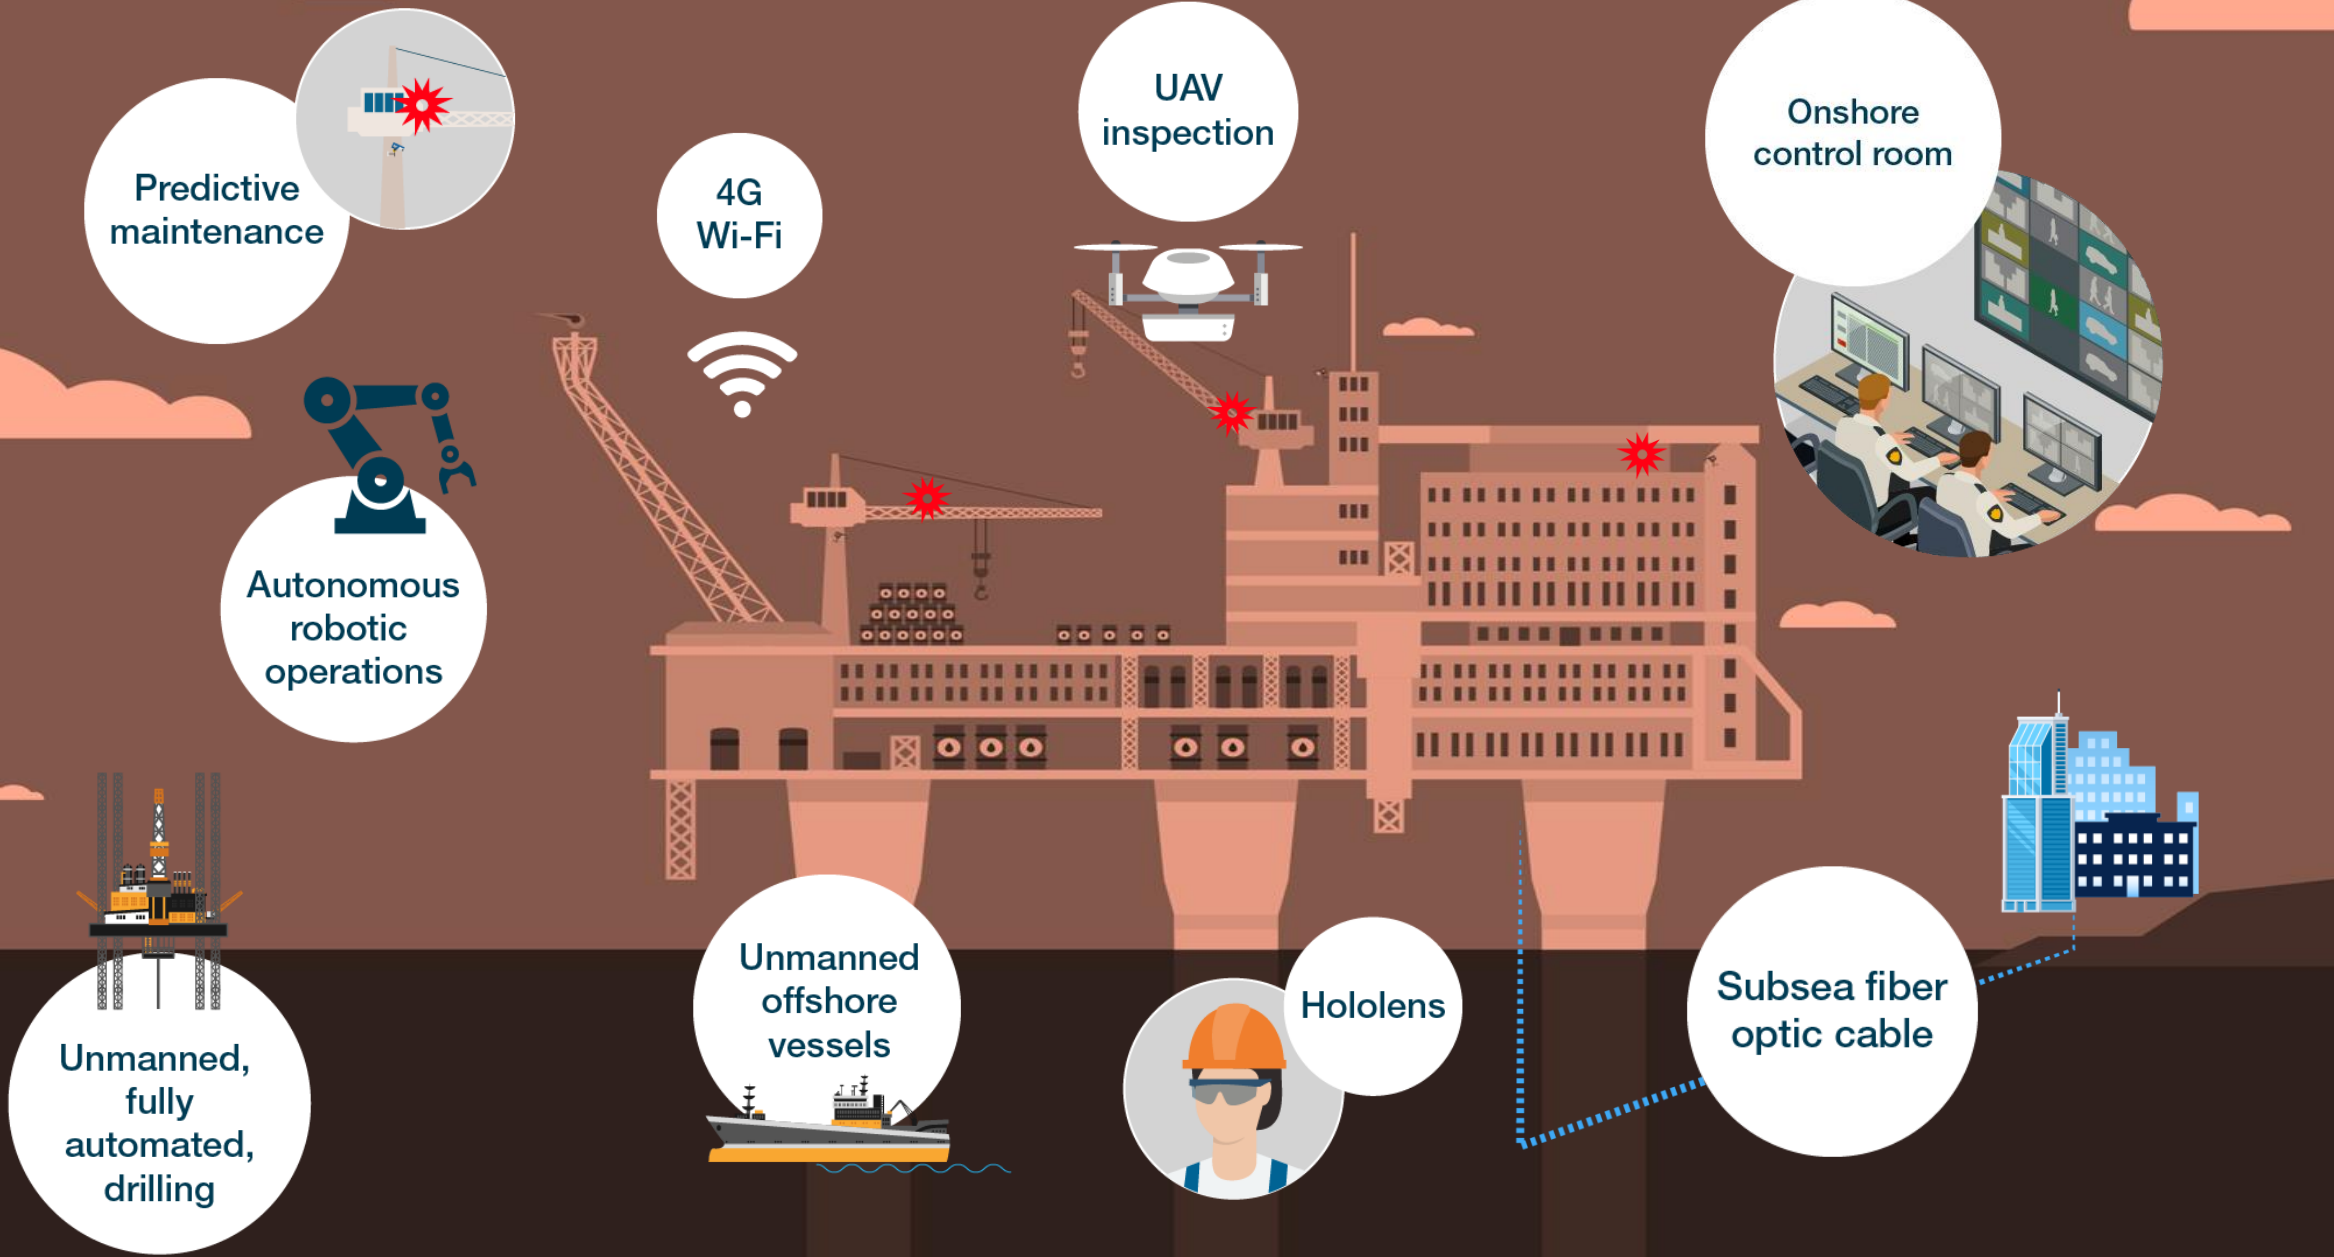 UAV
inspection
Onshore
control room
Predictive
maintenance
4G
Wi-Fi
Autonomous
robotic
operations
Unmanned
offshore
vessels
Hololens
Subsea fiber
optic cable
Unmanned,
fully
automated,
drilling